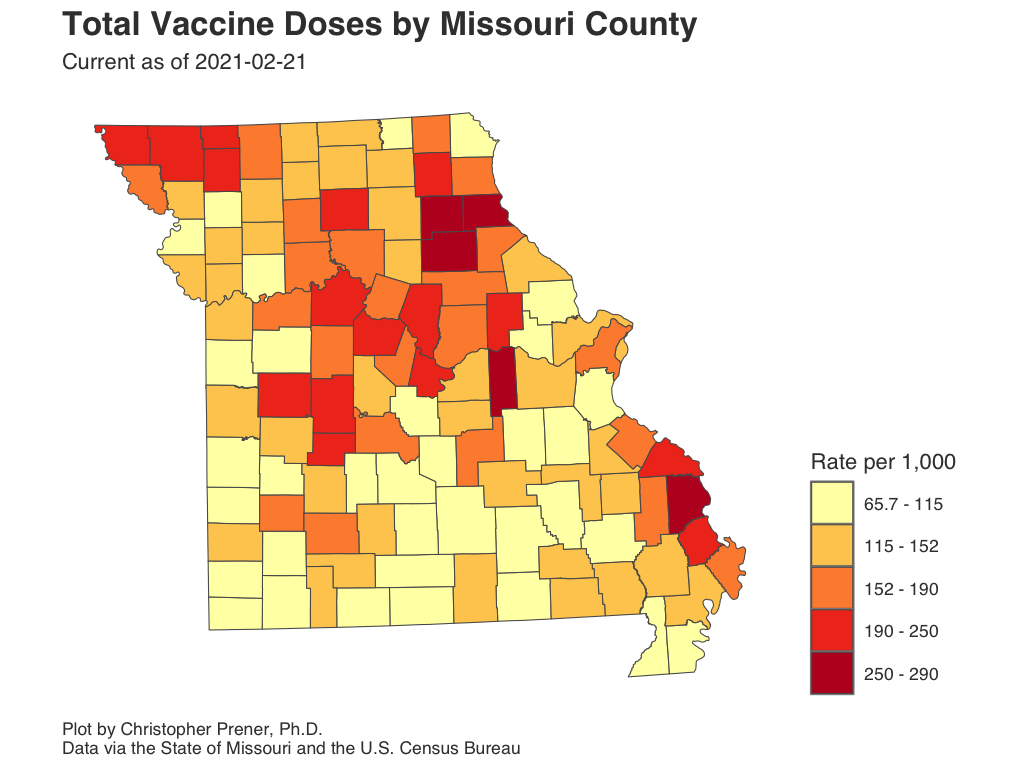 Total Vaccine Doses by Missouri County
Current as of 2021-02-21
Rate per 1,000
65.7 - 115
115 - 152
152 - 190
190 - 250
250 - 290
Plot by Christopher Prener, Ph.D.
Data via the State of Missouri and the U.S. Census Bureau